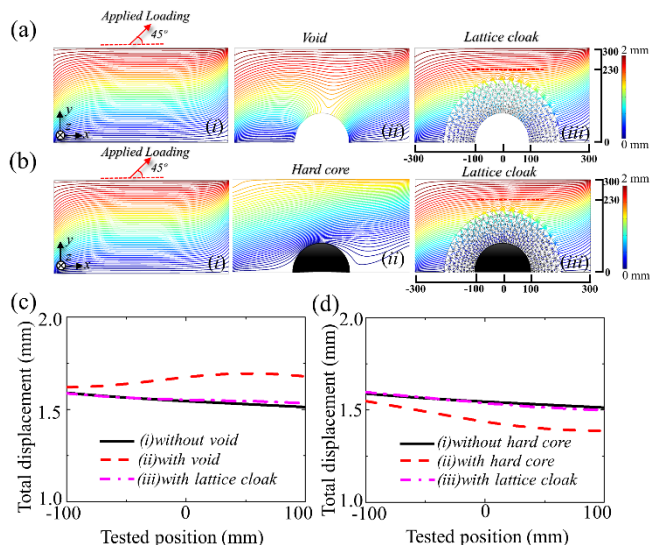 (a)
Applied Loading
45°
Void
Lattice cloak
y
z
x
(i)
(ii)
(iii)
300
230
0
2 mm
0 mm
-300
-100
0
100
300
(b)
Applied Loading
45°
Hard core
Lattice cloak
y
z
x
(i)
(ii)
(iii)
300
230
0
2 mm
0 mm
-300
-100
0
100
300
(c)
Total displacement (mm)
2.0
1.5
1.0
(i)without void
(ii)with void
(iii)with lattice cloak
-100
0
100
Tested position (mm)
(d)
Total displacement (mm)
2.0
1.5
1.0
(i)without hard core
(ii)with hard core
(iii)with lattice cloak
-100
0
100
Tested position (mm)